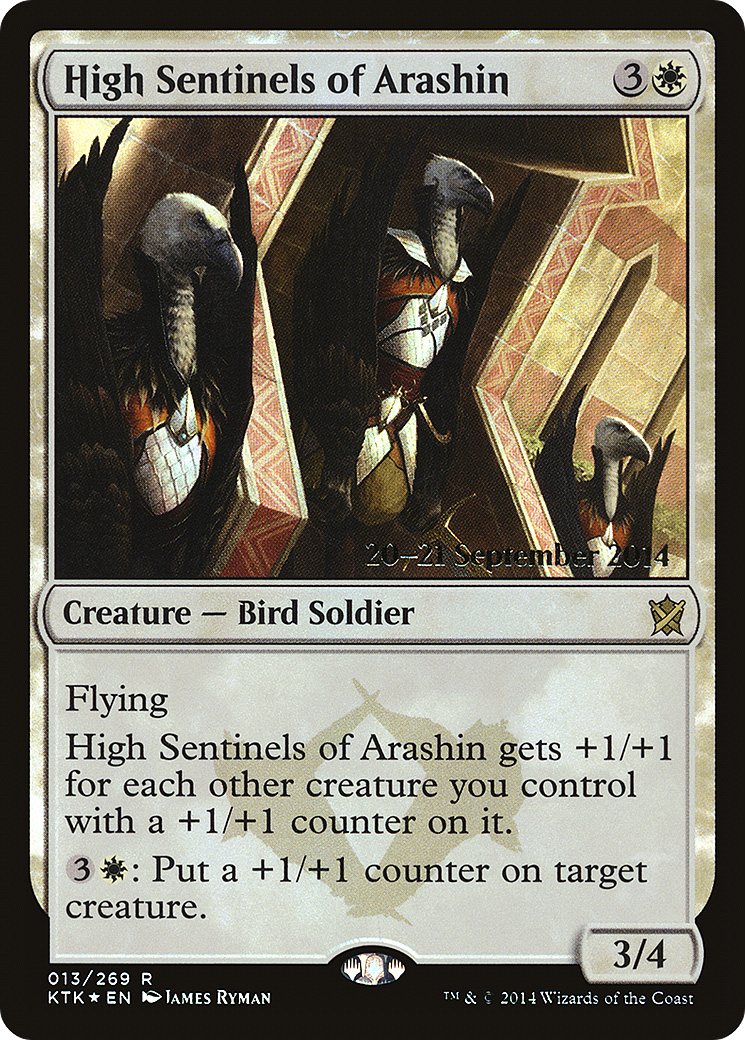 High Sentinels of Arashin 3
20–21 September 2014
Creature — Bird Soldier
Flying
High Sentinels of Arashin gets +1/+1
for each other creature you control
with a +1/+1 counter on it.
3: Put a +1/+1 counter on target
creature.
3/4
013/269 R
KTK★EN James Ryman
™ & © 2014 Wizards of the Coast